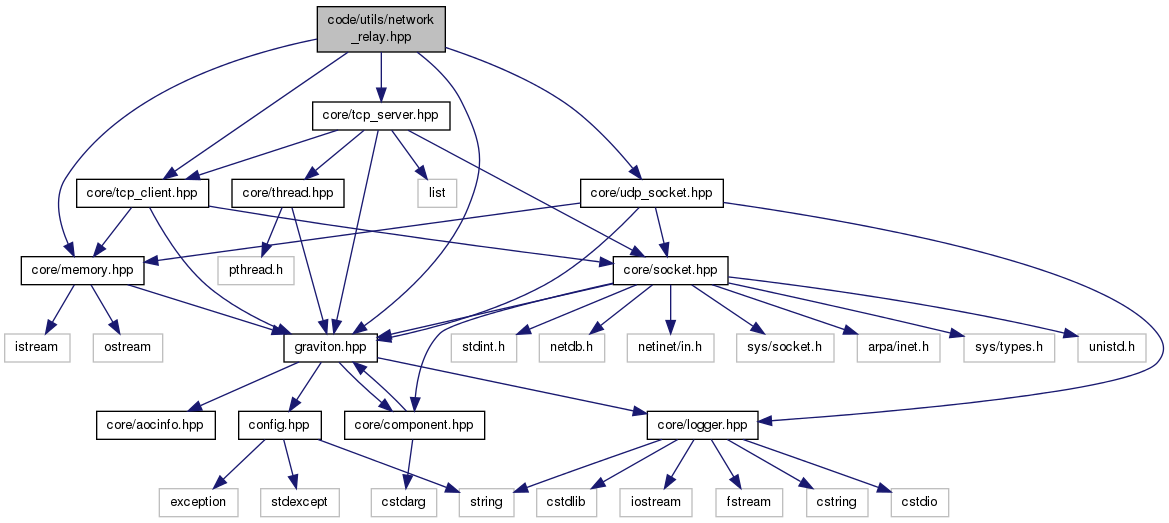 code/utils/network
_relay.hpp
core/tcp_server.hpp
core/tcp_client.hpp
core/thread.hpp
list
core/udp_socket.hpp
core/memory.hpp
pthread.h
core/socket.hpp
istream
ostream
graviton.hpp
stdint.h
netdb.h
netinet/in.h
sys/socket.h
arpa/inet.h
sys/types.h
unistd.h
core/aocinfo.hpp
config.hpp
core/component.hpp
core/logger.hpp
exception
stdexcept
cstdarg
string
cstdlib
iostream
fstream
cstring
cstdio